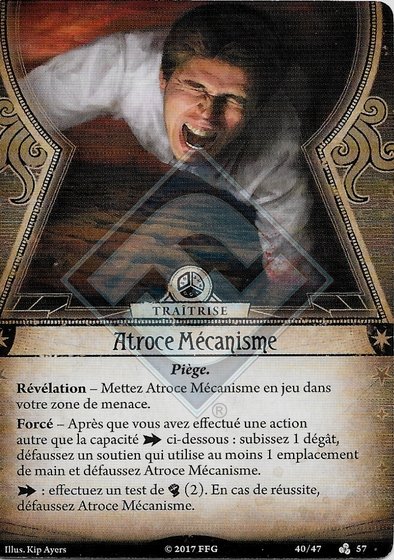 TRAÎTRISE
Atroce Mécanisme
Piège.
Révélation – Mettez Atroce Mécanisme en jeu dans
votre zone de menace.
Forcé – Après que vous avez effectué une action
autre que la capacité ci-dessous : subissez 1 dégât,
défaussez un soutien qui utilise au moins 1 emplacement
de main et défaussez Atroce Mécanisme.
: effectuez un test de (2). En cas de réussite,
défaussez Atroce Mécanisme.
Illus. Kip Ayers © 2017 FFG 40/47 57